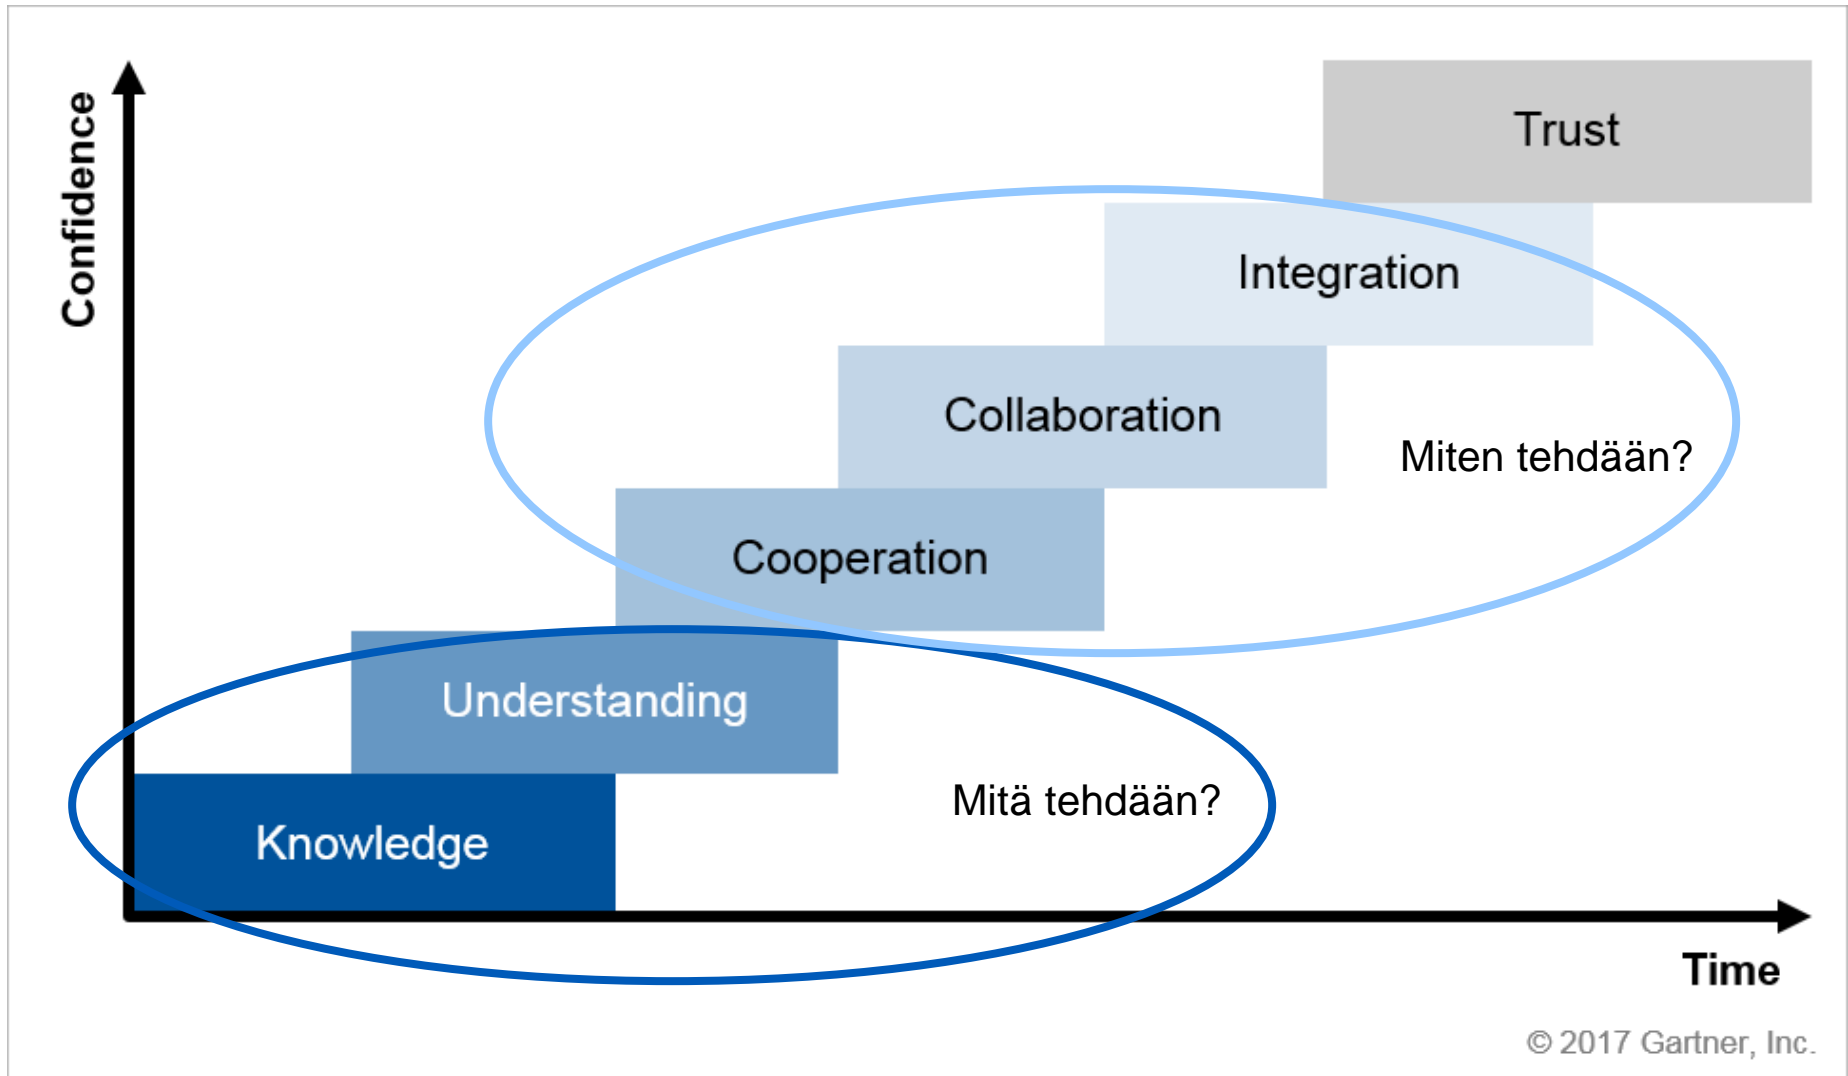 Confidence
Trust
Integration
Collaboration
Miten tehdään?
Cooperation
Understanding
Mitä tehdään?
Knowledge
Time
© 2017 Gartner, Inc.